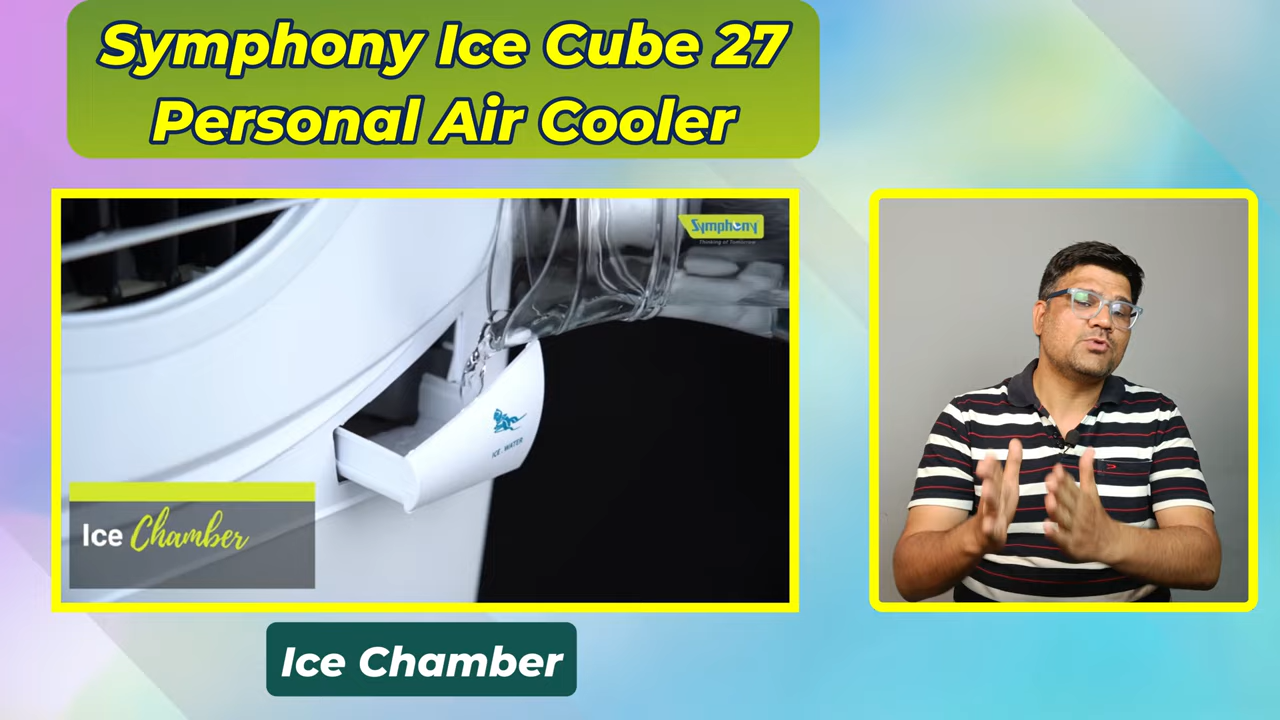 Symphony Ice Cube 27
Personal Air Cooler
Symphony
Thinking of Tomorrow
ICE . WATER
Ice Chamber
Ice Chamber